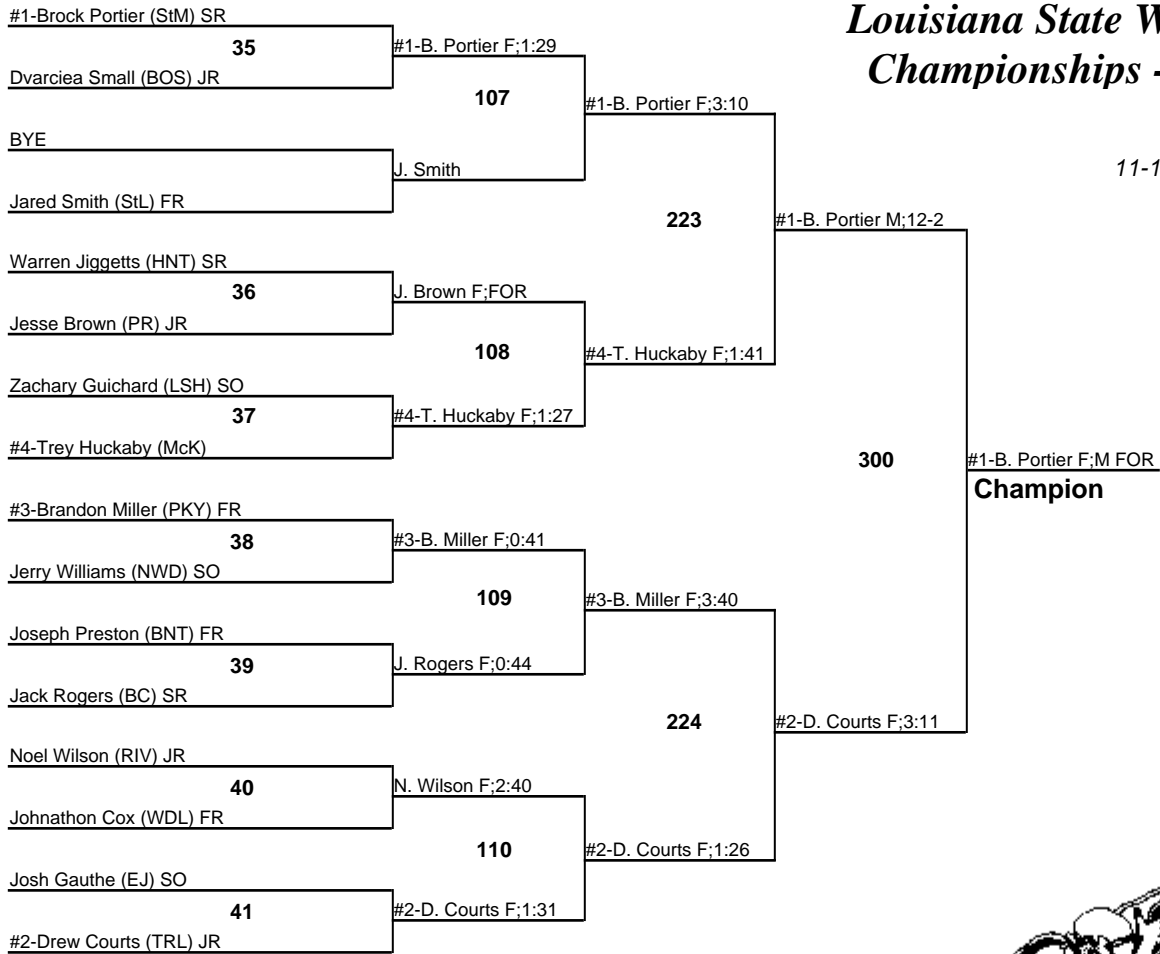 Louisiana State W
Championships -
11-1
#1-Brock Portier (StM) SR
35
Dvarciea Small (BOS) JR
BYE
Jared Smith (StL) FR
Warren Jiggetts (HNT) SR
36
Jesse Brown (PR) JR
Zachary Guichard (LSH) SO
37
#4-Trey Huckaby (McK)
#3-Brandon Miller (PKY) FR
38
Jerry Williams (NWD) SO
Joseph Preston (BNT) FR
39
Jack Rogers (BC) SR
Noel Wilson (RIV) JR
40
Johnathon Cox (WDL) FR
Josh Gauthe (EJ) SO
41
#2-Drew Courts (TRL) JR
#1-B. Portier F;1:29
107
J. Smith
J. Brown F;FOR
108
#4-T. Huckaby F;1:27
#3-B. Miller F;0:41
109
J. Rogers F;0:44
N. Wilson F;2:40
110
#2-D. Courts F;1:31
#1-B. Portier F;3:10
223
#4-T. Huckaby F;1:41
#3-B. Miller F;3:40
224
#2-D. Courts F;1:26
#1-B. Portier M;12-2
300
#2-D. Courts F;3:11
#1-B. Portier F;M FOR
Champion